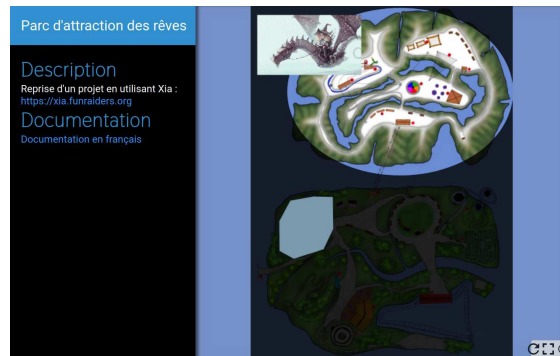 Parc d'attraction des rêves
Description
Reprise d'un projet en utilisant Xia :
https://xia.funraiders.org
Documentation
Documentation en français